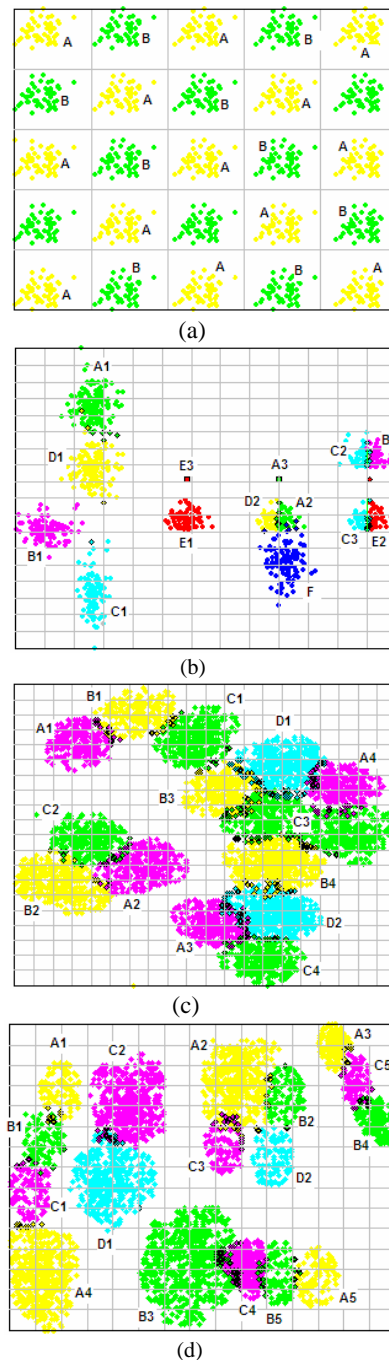 A B A B
A
B A B A
B A
A B A
A B
A A
B A B A
A
(a)
A1
C2 B
D1
E3 A3
D2 A2
C3 E2
B1 E1
F
C1
(b)
B1 C1
A1 D1
A4
B3
C3
C2
B4
B2 A2
D2
A3
C4
(c)
A3
A1 C2 A2
C5
B1 B2
B4
C3
D2
C1
D1
A4 B3 C4 B5 A5
(d)